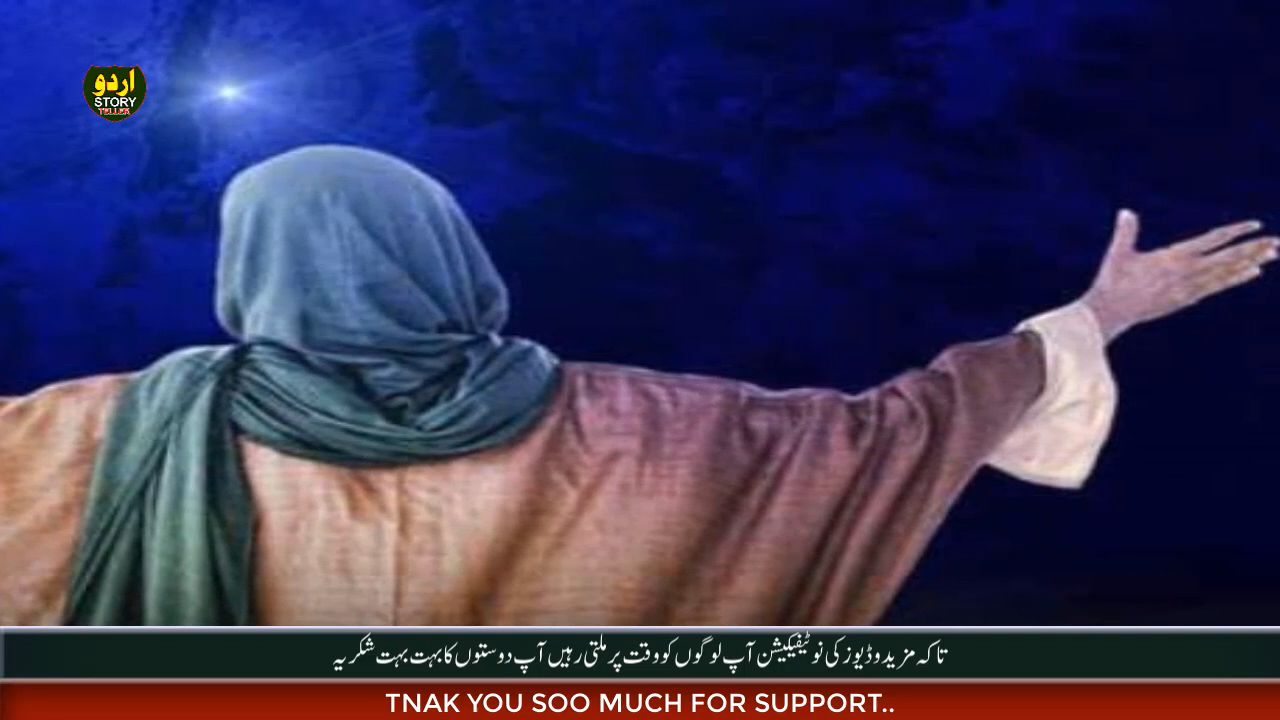 اردو
STORY
TELLER
تاکہ مزید وڈیوز کی نوٹیفیکیشن آپ لوگوں کو وقت پر ملتی رہیں آپ دوستوں کا بہت بہت شکریہ
TNAK YOU SOO MUCH FOR SUPPORT..